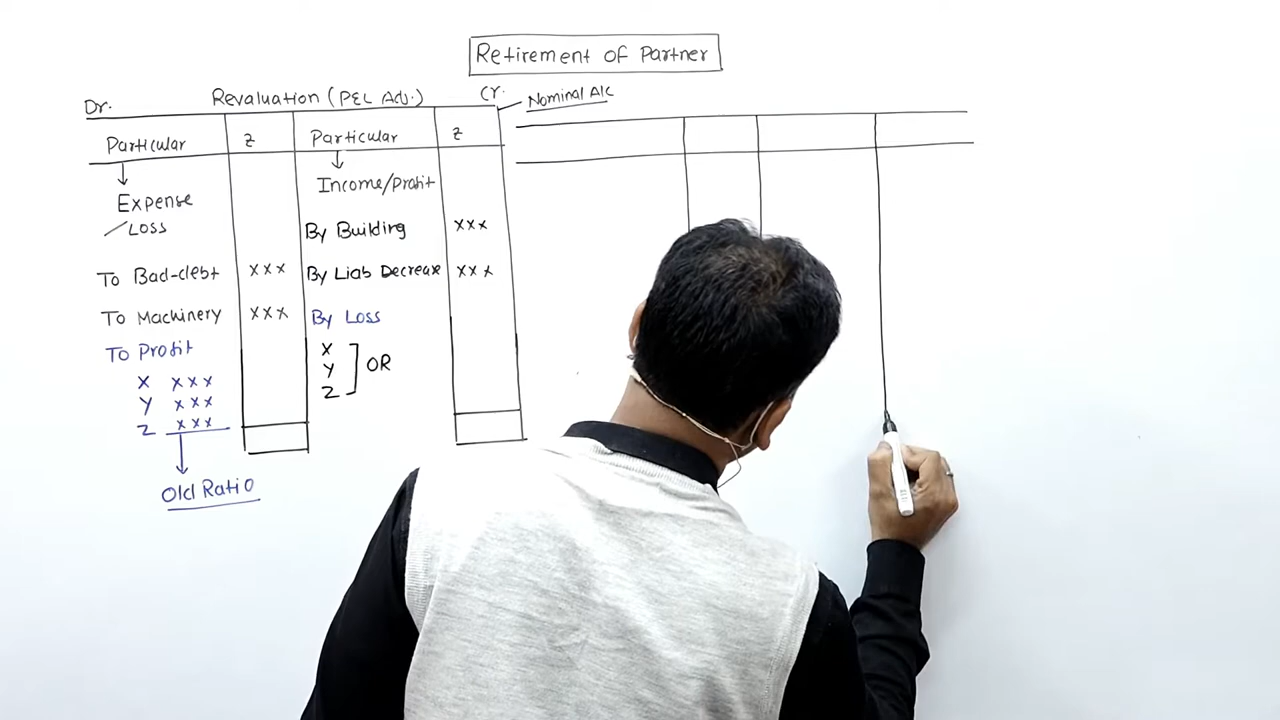 Retirement of Partner
Dr. Revaluation (P&L Adj.) Cr.
Nominal A/C
Particular ₹ Particular ₹
Expense
/Loss
Income/Profit
By Building xxx
To Bad-debt xxx By Liab Decrease xxx
To Machinery xxx By Loss
To Profit
X
Y
Z
OR
X xxx
Y xxx
Z xxx
Old Ratio